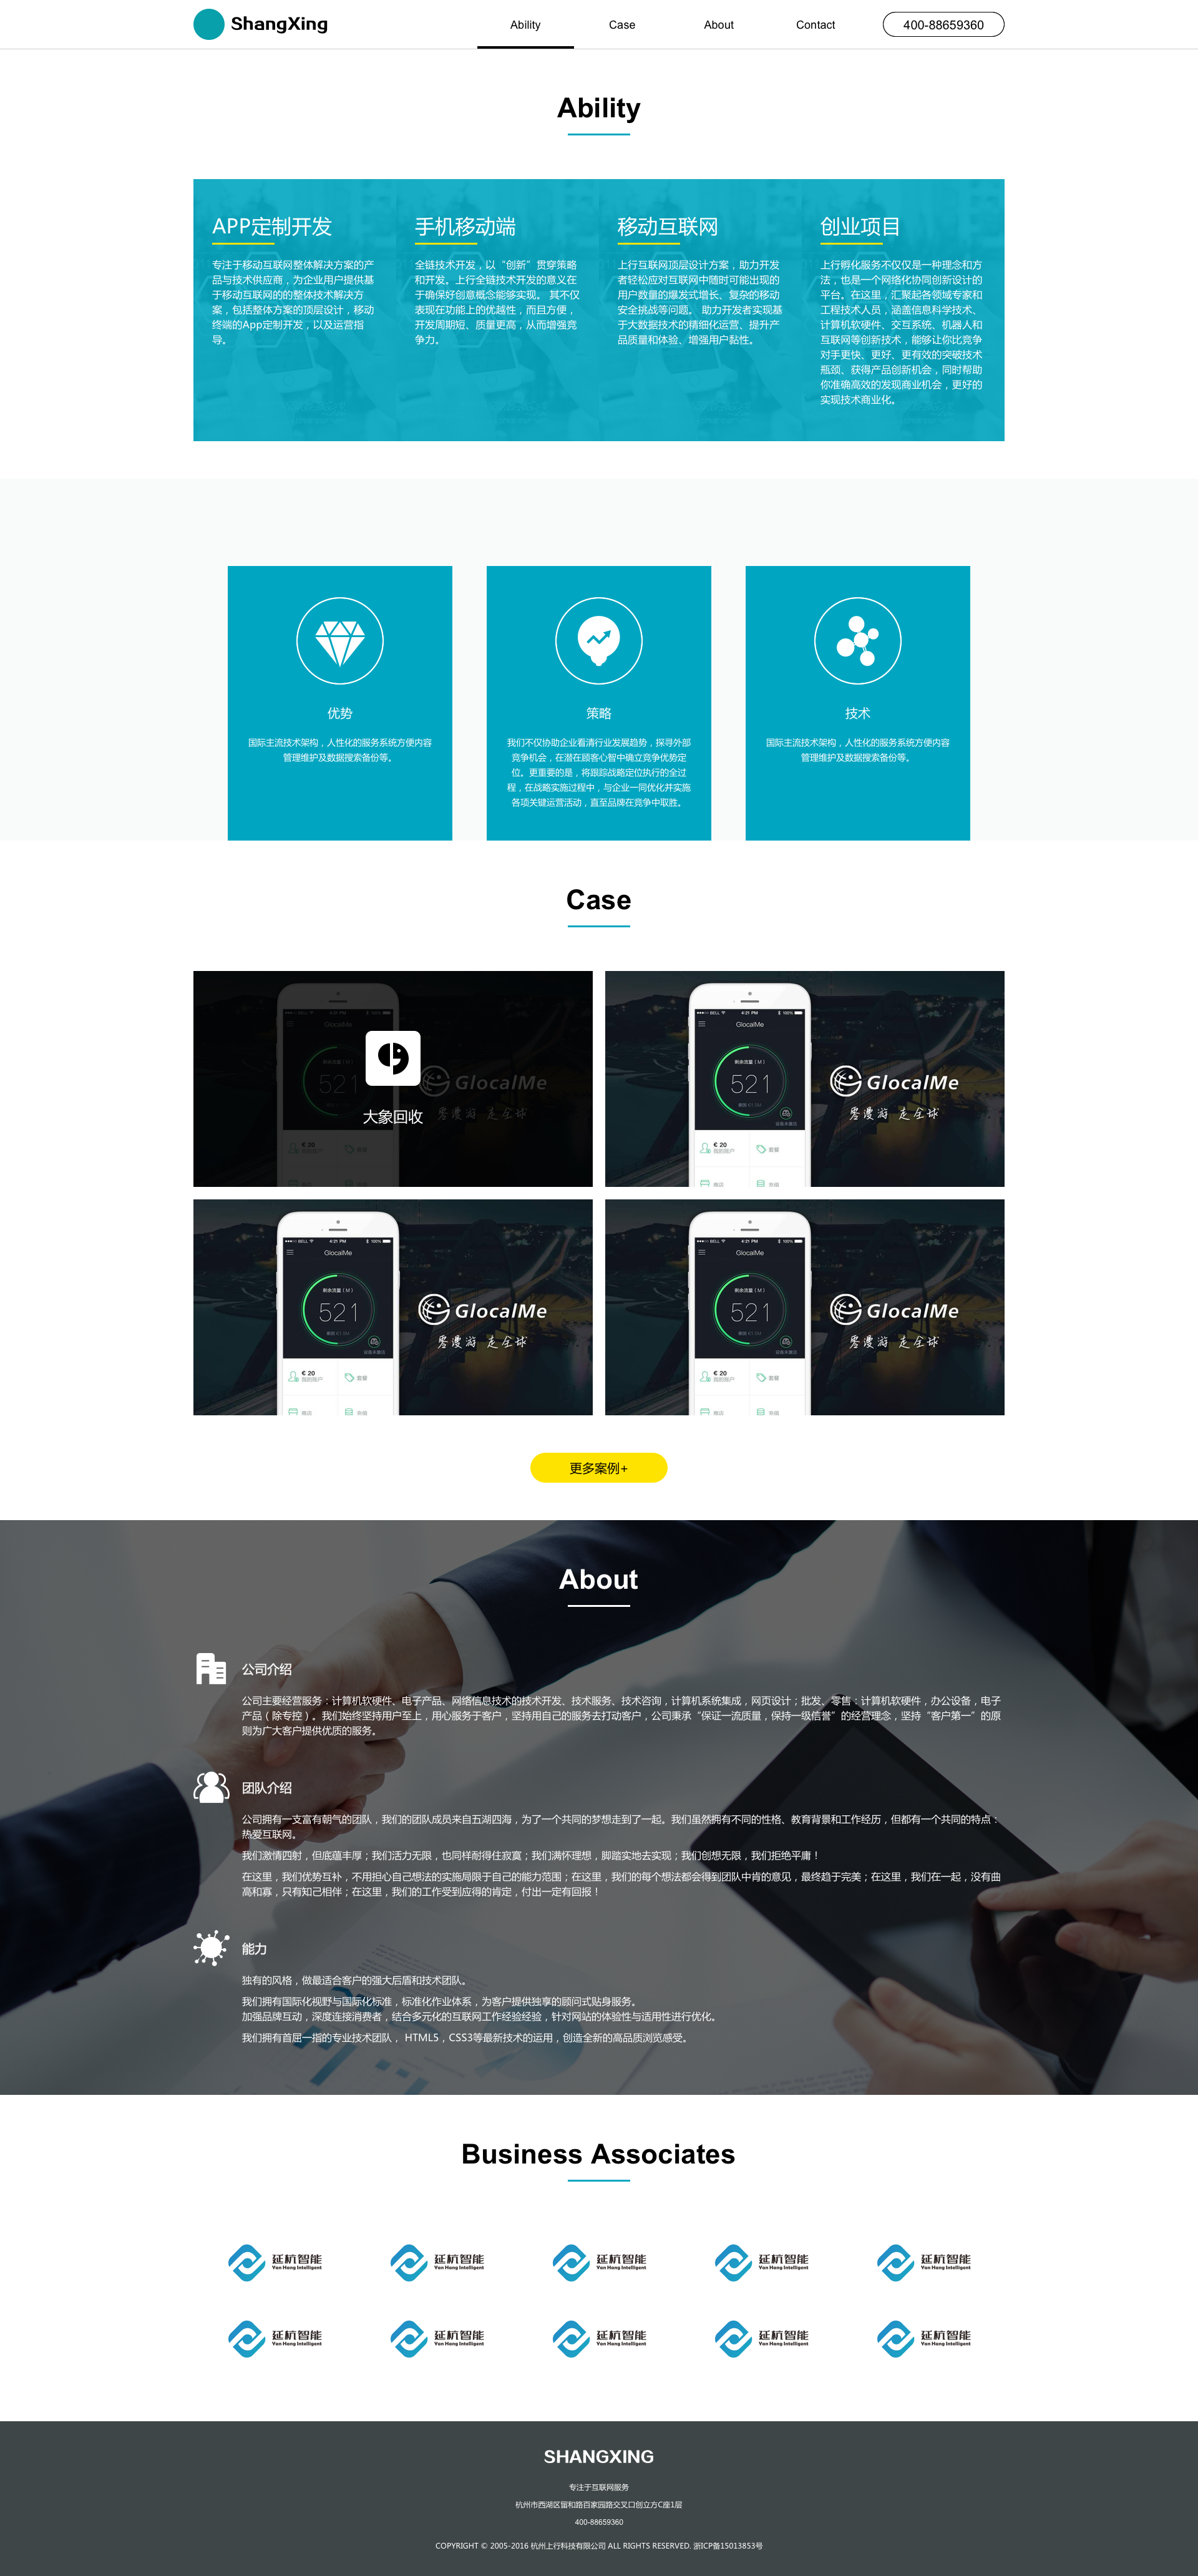 ShangXing
Ability
Case
About
Contact
400-88659360
Ability
APP定制开发
专注于移动互联网整体解决方案的产
品与技术供应商，为企业用户提供基
于移动互联网的的整体技术解决方
案，包括整体方案的顶层设计，移动
终端的App定制开发，以及运营指
导。
手机移动端
全链技术开发，以“创新”贯穿策略
和开发。上行全链技术开发的意义在
于确保好创意概念能够实现。 其不仅
表现在功能上的优越性，而且方便，
开发周期短、质量更高，从而增强竞
争力。
移动互联网
上行互联网顶层设计方案，助力开发
者轻松应对互联网中随时可能出现的
用户数量的爆发式增长、复杂的移动
安全挑战等问题。 助力开发者实现基
于大数据技术的精细化运营、提升产
品质量和体验、增强用户黏性。
创业项目
上行孵化服务不仅仅是一种理念和方
法，也是一个网络化协同创新设计的
平台。在这里，汇聚起各领域专家和
工程技术人员，涵盖信息科学技术、
计算机软硬件、交互系统、机器人和
互联网等创新技术，能够让你比竞争
对手更快、更好、更有效的突破技术
瓶颈、获得产品创新机会，同时帮助
你准确高效的发现商业机会，更好的
实现技术商业化。
优势
国际主流技术架构，人性化的服务系统方便内容
管理维护及数据搜索备份等。
策略
我们不仅协助企业看清行业发展趋势，探寻外部
竞争机会，在潜在顾客心智中确立竞争优势定
位。更重要的是，将跟踪战略定位执行的全过
程，在战略实施过程中，与企业一同优化并实施
各项关键运营活动，直至品牌在竞争中取胜。
技术
国际主流技术架构，人性化的服务系统方便内容
管理维护及数据搜索备份等。
Case
521
GlocalMe
大象回收
BELL 4:21 PM 100%
GlocalMe
剩余流量（M）
521
€ 20
我的账户
套餐
GlocalMe
零漫游 走全球
BELL 4:21 PM 100%
GlocalMe
剩余流量（M）
521
€ 20
我的账户
套餐
GlocalMe
零漫游 走全球
BELL 4:21 PM 100%
GlocalMe
剩余流量（M）
521
€ 20
我的账户
套餐
GlocalMe
零漫游 走全球
更多案例+
About
公司介绍
公司主要经营服务：计算机软硬件、电子产品、网络信息技术的技术开发、技术服务、技术咨询，计算机系统集成，网页设计；批发、零售：计算机软硬件，办公设备，电子
产品（除专控）。我们始终坚持用户至上，用心服务于客户，坚持用自己的服务去打动客户，公司秉承“保证一流质量，保持一级信誉”的经营理念，坚持“客户第一”的原
则为广大客户提供优质的服务。
团队介绍
公司拥有一支富有朝气的团队，我们的团队成员来自五湖四海，为了一个共同的梦想走到了一起。我们虽然拥有不同的性格、教育背景和工作经历，但都有一个共同的特点：
热爱互联网。
我们激情四射，但底蕴丰厚；我们活力无限，也同样耐得住寂寞；我们满怀理想，脚踏实地去实现；我们创想无限，我们拒绝平庸！
在这里，我们优势互补，不用担心自己想法的实施局限于自己的能力范围；在这里，我们的每个想法都会得到团队中肯的意见，最终趋于完美；在这里，我们在一起，没有曲
高和寡，只有知己相伴；在这里，我们的工作受到应得的肯定，付出一定有回报！
能力
独有的风格，做最适合客户的强大后盾和技术团队。
我们拥有国际化视野与国际化标准，标准化作业体系，为客户提供独享的顾问式贴身服务。
加强品牌互动，深度连接消费者，结合多元化的互联网工作经验经验，针对网站的体验性与适用性进行优化。
我们拥有首屈一指的专业技术团队， HTML5，CSS3等最新技术的运用，创造全新的高品质浏览感受。
Business Associates
延杭智能
Yan Hang Intelligent
延杭智能
Yan Hang Intelligent
延杭智能
Yan Hang Intelligent
延杭智能
Yan Hang Intelligent
延杭智能
Yan Hang Intelligent
延杭智能
Yan Hang Intelligent
延杭智能
Yan Hang Intelligent
延杭智能
Yan Hang Intelligent
延杭智能
Yan Hang Intelligent
延杭智能
Yan Hang Intelligent
SHANGXING
专注于互联网服务
杭州市西湖区留和路百家园路交叉口创立方C座1层
400-88659360
COPYRIGHT © 2005-2016 杭州上行科技有限公司 ALL RIGHTS RESERVED. 浙ICP备15013853号